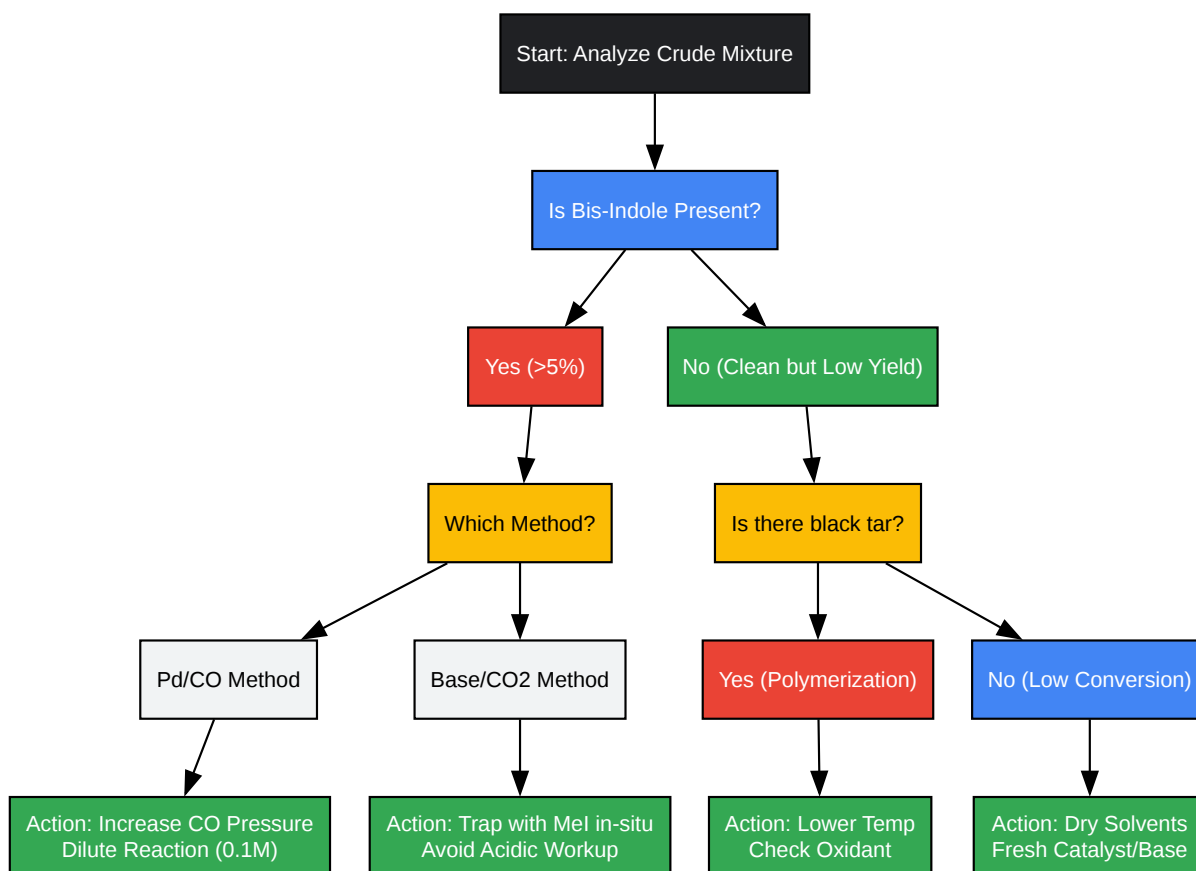 Start: Analyze Crude Mixture
Is Bis-Indole Present?
Yes (>5%)
No (Clean but Low Yield)
Which Method?
Is there black tar?
Pd/CO Method
Base/CO2 Method
Yes (Polymerization)
No (Low Conversion)
Action: Increase CO Pressure
Dilute Reaction (0.1M)
Action: Trap with MeI in-situ
Avoid Acidic Workup
Action: Lower Temp
Check Oxidant
Action: Dry Solvents
Fresh Catalyst/Base